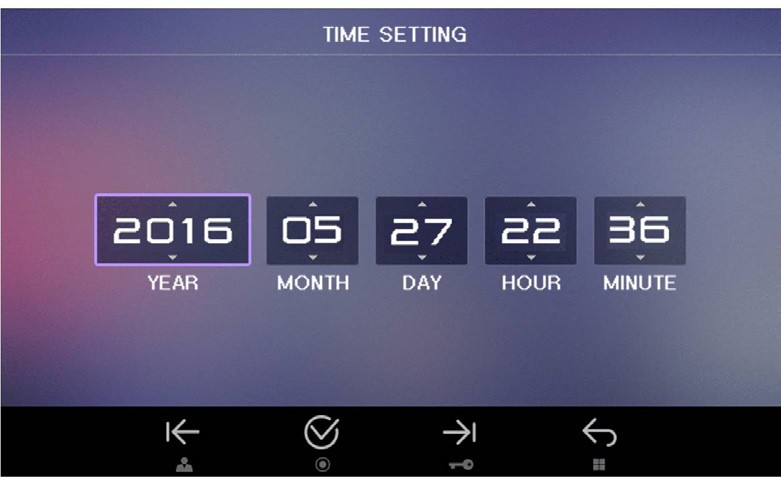 TIME SETTING
2016 05 27 22 36
YEAR MONTH DAY HOUR MINUTE